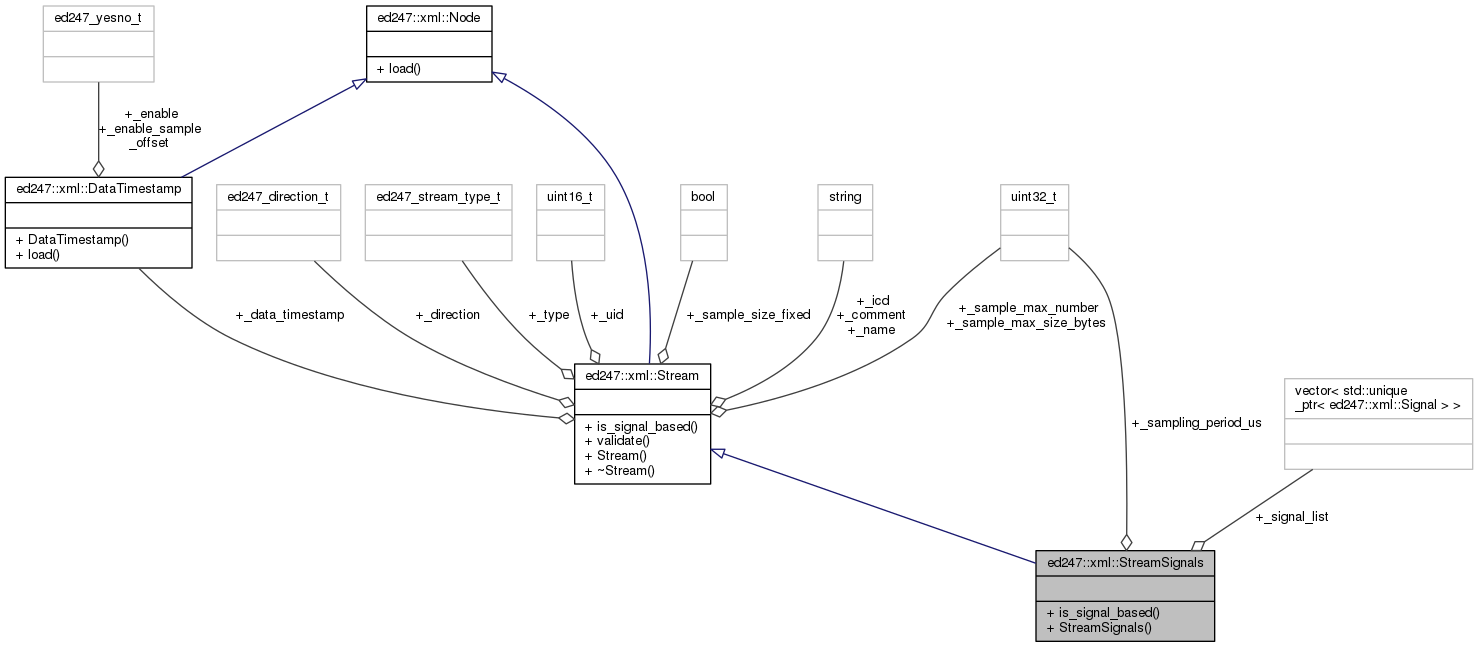 ed247_yesno_t
ed247::xml::Node
+ load()
+_enable
+_enable_sample
_offset
ed247::xml::DataTimestamp
+ DataTimestamp()
+ load()
ed247_direction_t
ed247_stream_type_t
uint16_t
bool
string
uint32_t
+_data_timestamp
+_direction
+_type
+_uid
+_sample_size_fixed
+_icd
+_comment
+_name
+_sample_max_number
+_sample_max_size_bytes
ed247::xml::Stream
+ is_signal_based()
+ validate()
+ Stream()
+ ~Stream()
+_sampling_period_us
vector< std::unique
_ptr< ed247::xml::Signal > >
+_signal_list
ed247::xml::StreamSignals
+ is_signal_based()
+ StreamSignals()